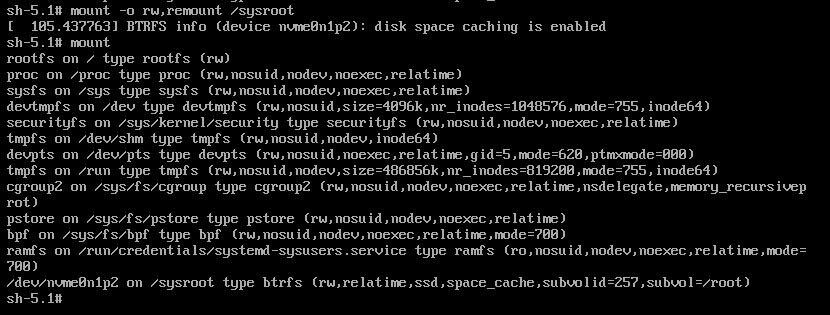 sh-5.1# mount -o rw,remount /sysroot
[  105.437763] BTRFS info (device nvme0n1p2): disk space caching is enabled
sh-5.1# mount
rootfs on / type rootfs (rw)
proc on /proc type proc (rw,nosuid,nodev,noexec,relatime)
sysfs on /sys type sysfs (rw,nosuid,nodev,noexec,relatime)
devtmpfs on /dev type devtmpfs (rw,nosuid,size=4096k,nr_inodes=1048576,mode=755,inode64)
securityfs on /sys/kernel/security type securityfs (rw,nosuid,nodev,noexec,relatime)
tmpfs on /dev/shm type tmpfs (rw,nosuid,nodev,inode64)
devpts on /dev/pts type devpts (rw,nosuid,noexec,relatime,gid=5,mode=620,ptmxmode=000)
tmpfs on /run type tmpfs (rw,nosuid,nodev,size=486856k,nr_inodes=819200,mode=755,inode64)
cgroup2 on /sys/fs/cgroup type cgroup2 (rw,nosuid,nodev,noexec,relatime,nsdelegate,memory_recursivep
rot)
pstore on /sys/fs/pstore type pstore (rw,nosuid,nodev,noexec,relatime)
bpf on /sys/fs/bpf type bpf (rw,nosuid,nodev,noexec,relatime,mode=700)
ramfs on /run/credentials/systemd-sysusers.service type ramfs (ro,nosuid,nodev,noexec,relatime,mode=
700)
/dev/nvme0n1p2 on /sysroot type btrfs (rw,relatime,ssd,space_cache,subvolid=257,subvol=/root)
sh-5.1#